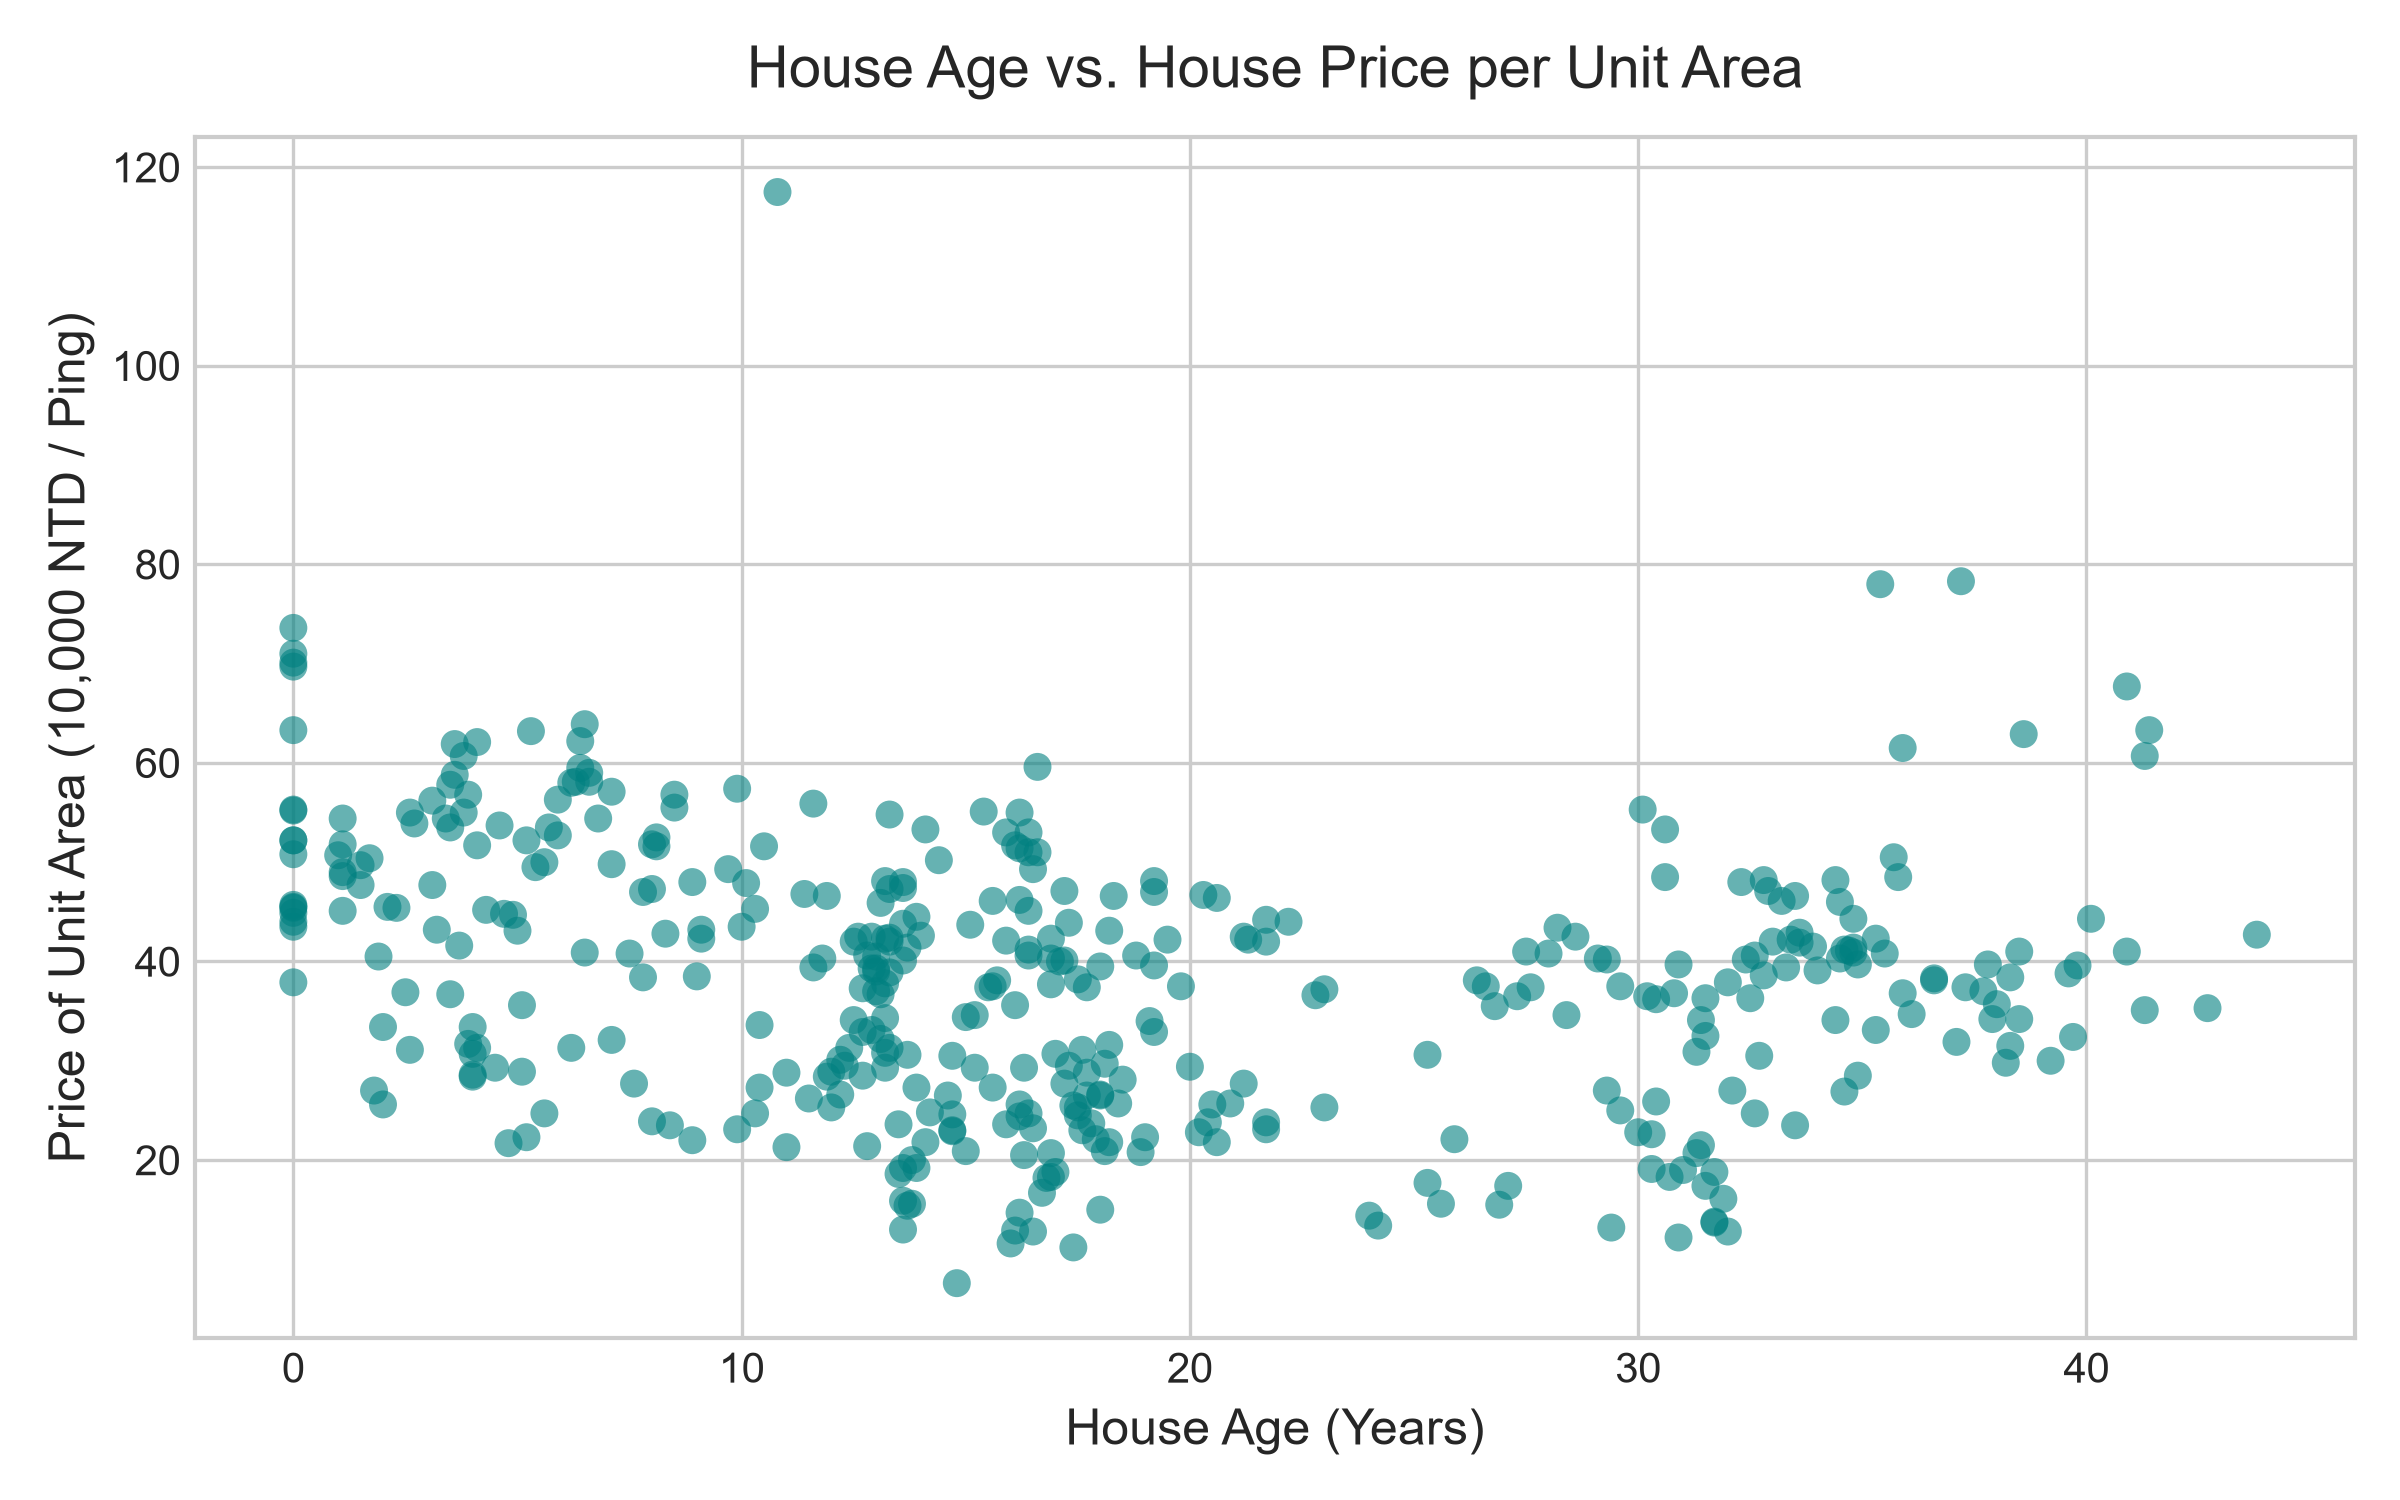 House Age vs. House Price per Unit Area
Price of Unit Area (10,000 NTD / Ping)
120
100
80
60
40
20
0 10 20 30 40
House Age (Years)